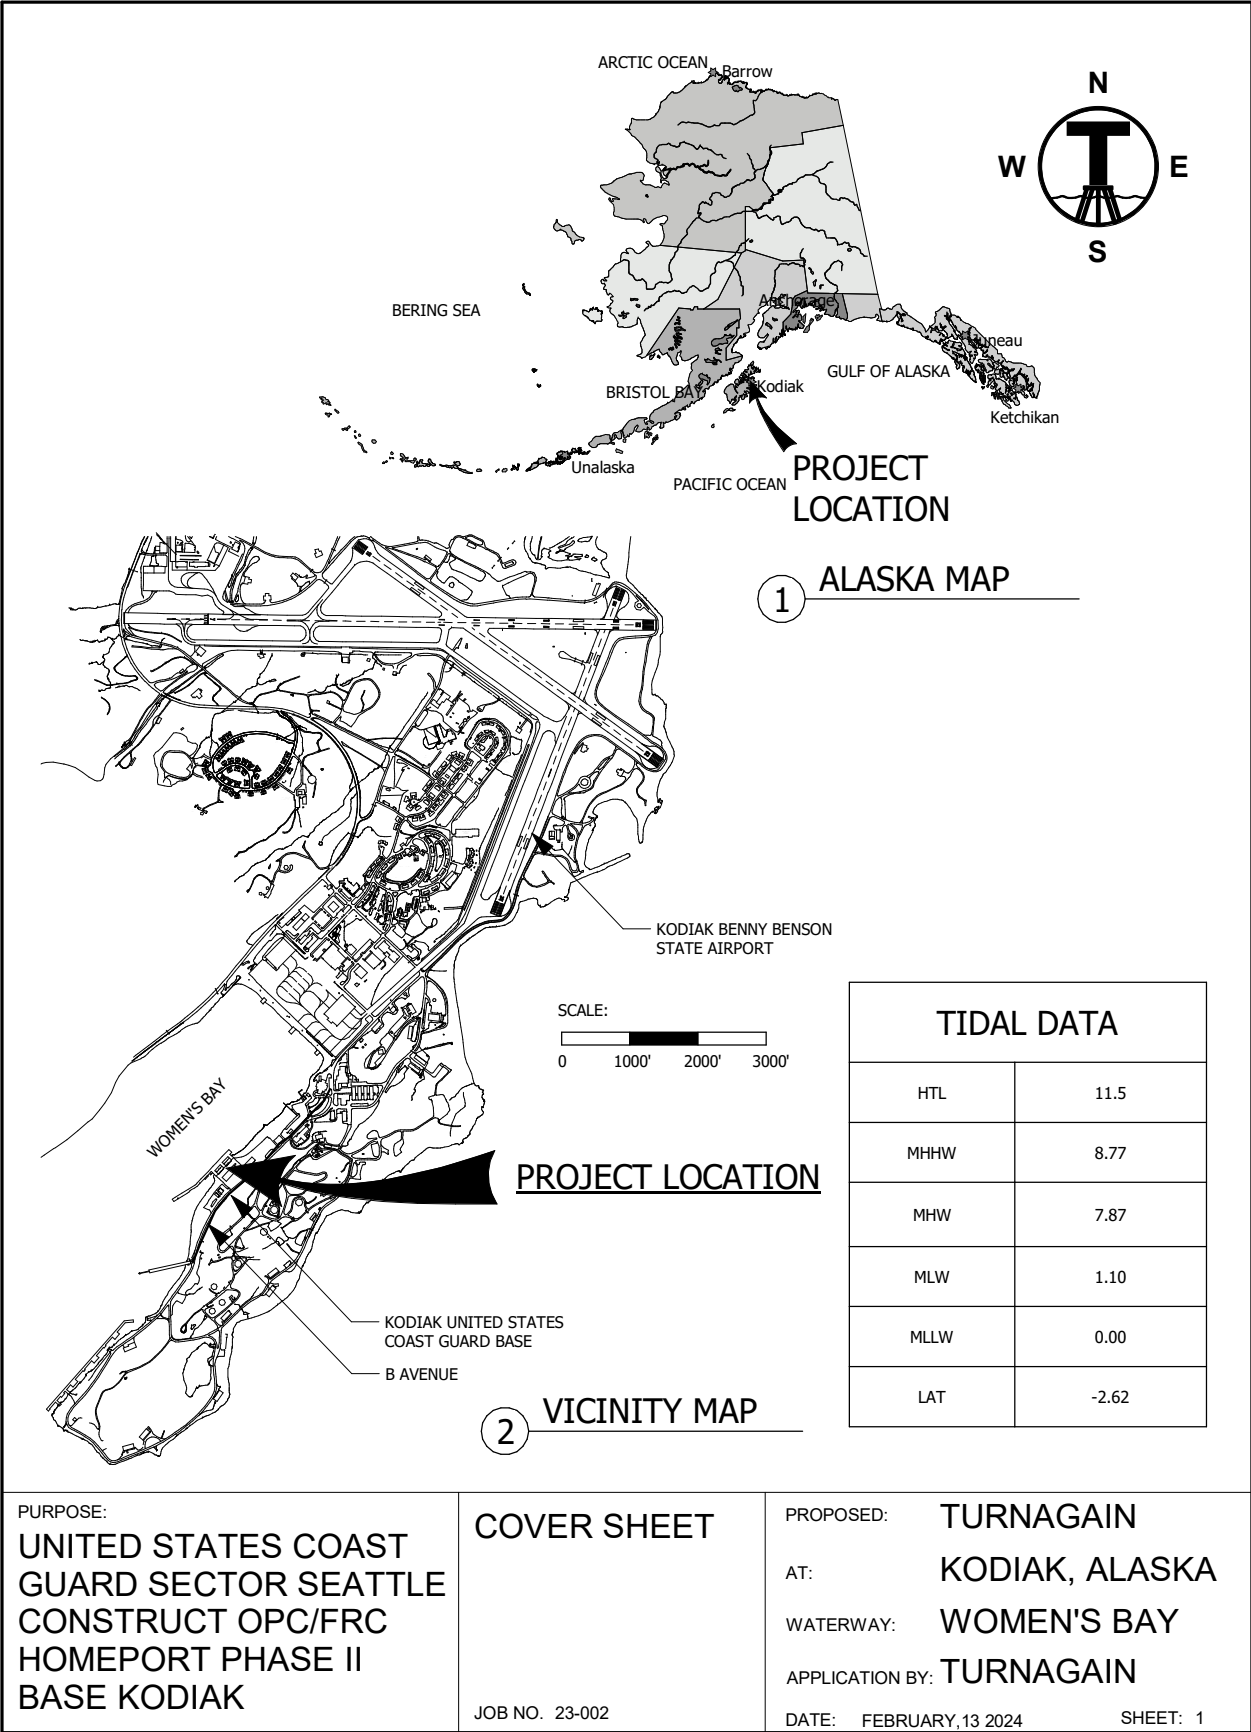 ARCTIC OCEAN
Barrow
N
W
T
E
S
BERING SEA
Anchorage
Juneau
GULF OF ALASKA
BRISTOL BAY
Kodiak
Ketchikan
Unalaska
PACIFIC OCEAN
PROJECT
LOCATION
1
ALASKA MAP
KODIAK BENNY BENSON
STATE AIRPORT
SCALE:
0 1000' 2000' 3000'
WOMEN'S BAY
PROJECT LOCATION
KODIAK UNITED STATES
COAST GUARD BASE
B AVENUE
2
VICINITY MAP
TIDAL DATA
HTL 11.5
MHHW 8.77
MHW 7.87
MLW 1.10
MLLW 0.00
LAT -2.62
PURPOSE:
UNITED STATES COAST
GUARD SECTOR SEATTLE
CONSTRUCT OPC/FRC
HOMEPORT PHASE II
BASE KODIAK
COVER SHEET
JOB NO. 23-002
PROPOSED: TURNAGAIN
AT: KODIAK, ALASKA
WATERWAY: WOMEN'S BAY
APPLICATION BY: TURNAGAIN
DATE: FEBRUARY,13 2024 SHEET: 1